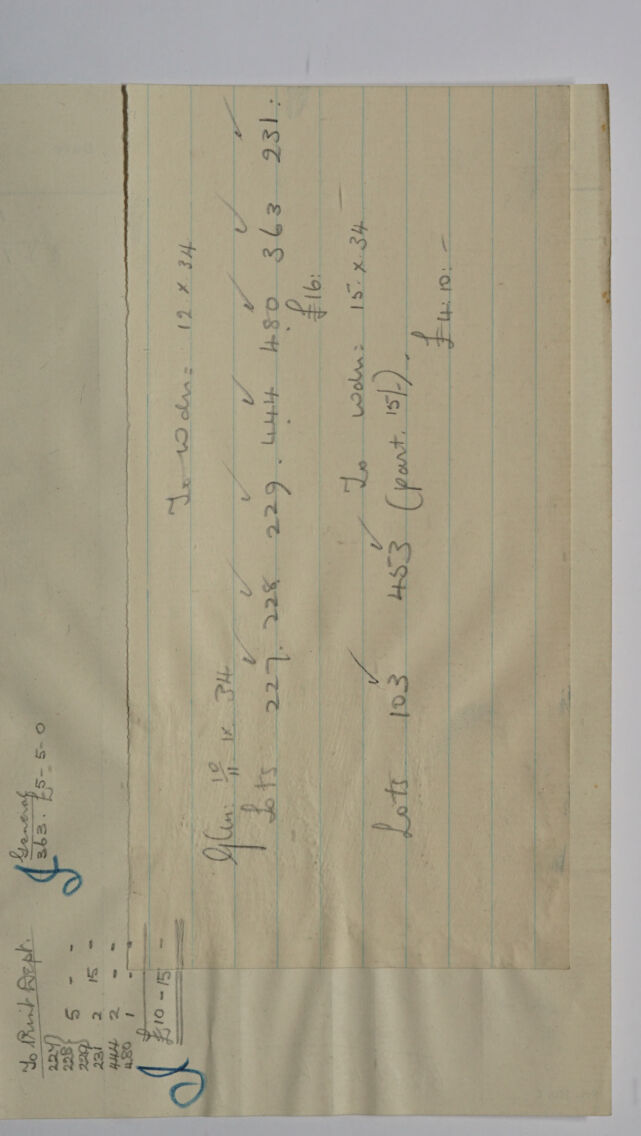 To Print Dept.
227
228 5 - -
229
231 2 15 -
444 2 - -
480 1 - -
£10 - 15 -
General
363 . £5 - 5 - 0
To Wdn: 12 X 34
Glen: 10/11 IX 34
Lots 227. 228 229. 444 480 363 231:
£16:
To Wdn: 15. X. 34
Lots 103 453 (part. 15/-).
£4: 10: -